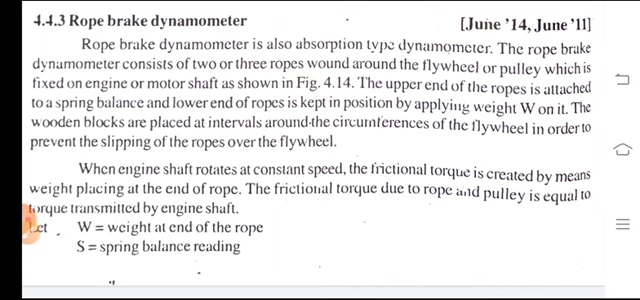 4.4.3 Rope brake dynamometer [June '14, June '11]
Rope brake dynamometer is also absorption type dynamometer. The rope brake
dynamometer consists of two or three ropes wound around the flywheel or pulley which is
fixed on engine or motor shaft as shown in Fig. 4.14. The upper end of the ropes is attached
to a spring balance and lower end of ropes is kept in position by applying weight W on it. The
wooden blocks are placed at intervals around the circumferences of the flywheel in order to
prevent the slipping of the ropes over the flywheel.
When engine shaft rotates at constant speed, the frictional torque is created by means
weight placing at the end of rope. The frictional torque due to rope and pulley is equal to
torque transmitted by engine shaft.
Let W = weight at end of the rope
S = spring balance reading